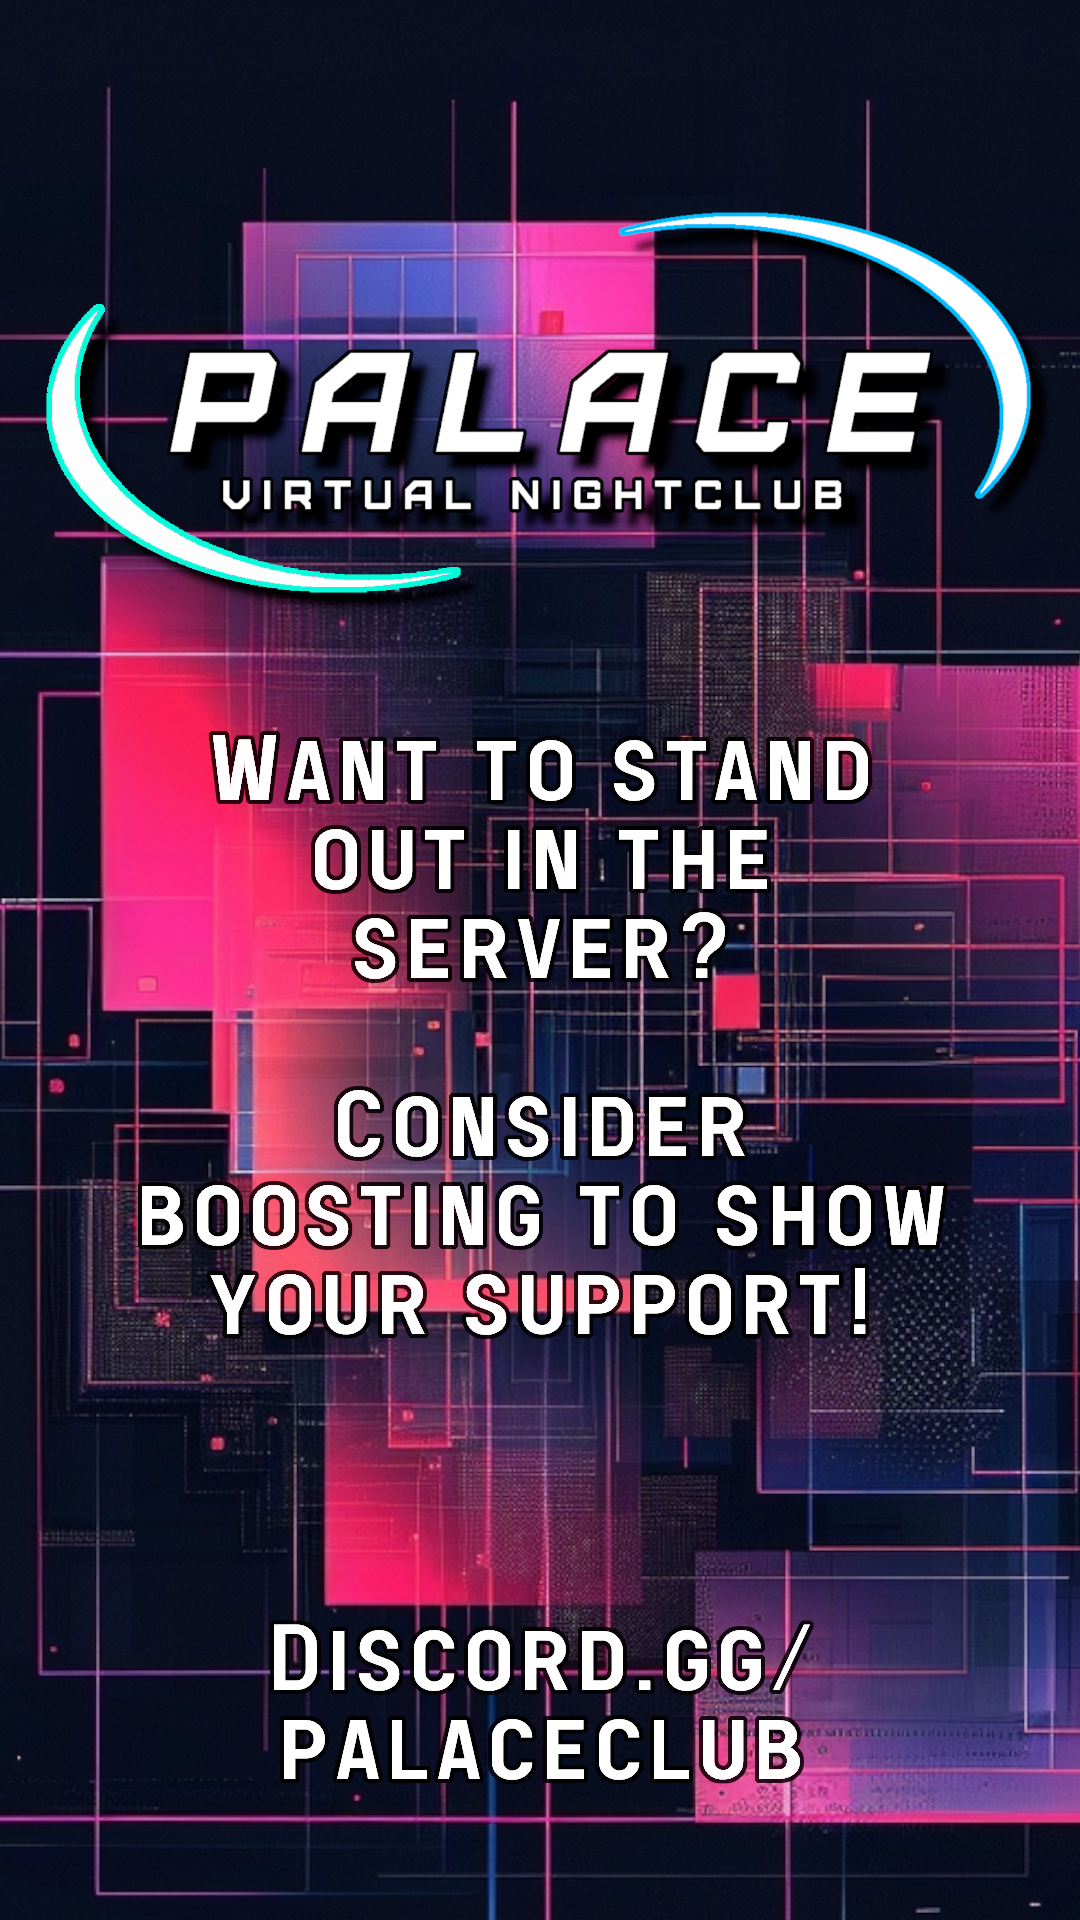 PALACE
VIRTUAL NIGHTCLUB
WANT TO STAND
OUT IN THE
SERVER?
CONSIDER
BOOSTING TO SHOW
YOUR SUPPORT!
DISCORD.GG/
PALACECLUB